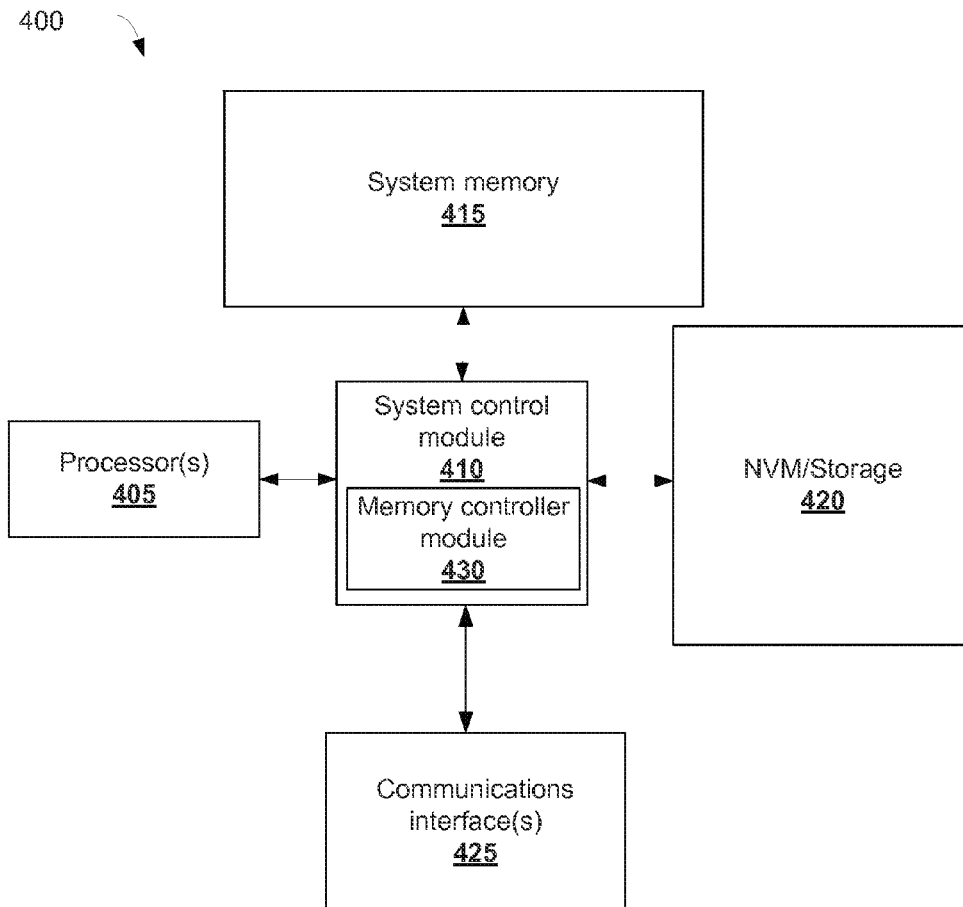 400
System memory
415
System control
module
410
Memory controller
module
430
Processor(s)
405
NVM/Storage
420
Communications
interface(s)
425